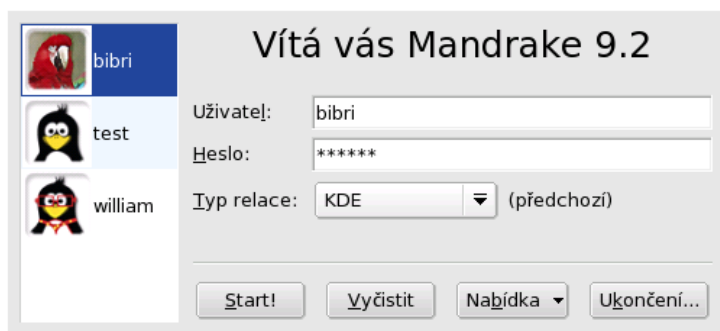 bibri
test
william
Vítá vás Mandrake 9.2
Uživatel: bibri
Heslo: ******
Typ relace: KDE (předchozí)
Start! Vyčistit Nabídka Ukončení...